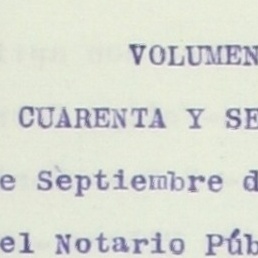 VOLUMEN
CUARENTA Y SE
e Septiembre d
el Notario Púb